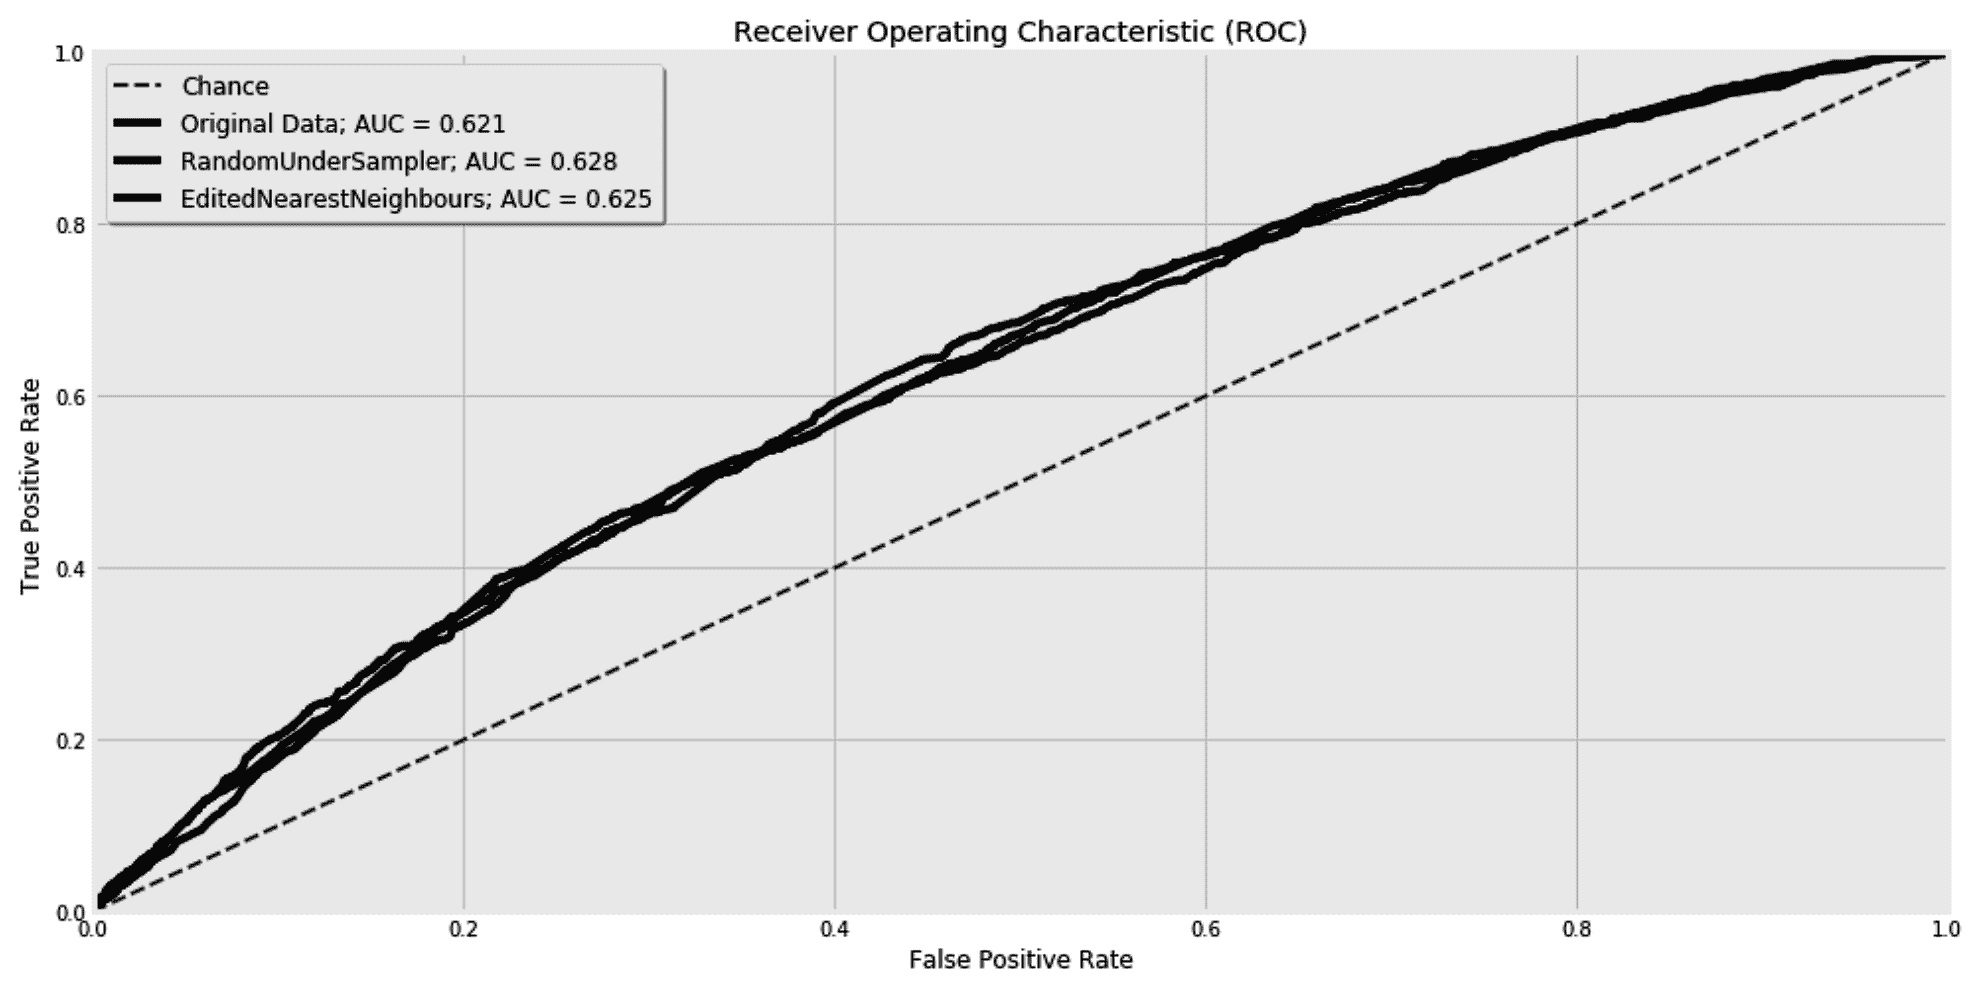 Receiver Operating Characteristic (ROC)
1.0
Chance
Original Data; AUC = 0.621
RandomUnderSampler; AUC = 0.628
EditedNearestNeighbours; AUC = 0.625
0.8
0.6
0.4
0.2
0.0
True Positive Rate
0.0 0.2 0.4 0.6 0.8 1.0
False Positive Rate